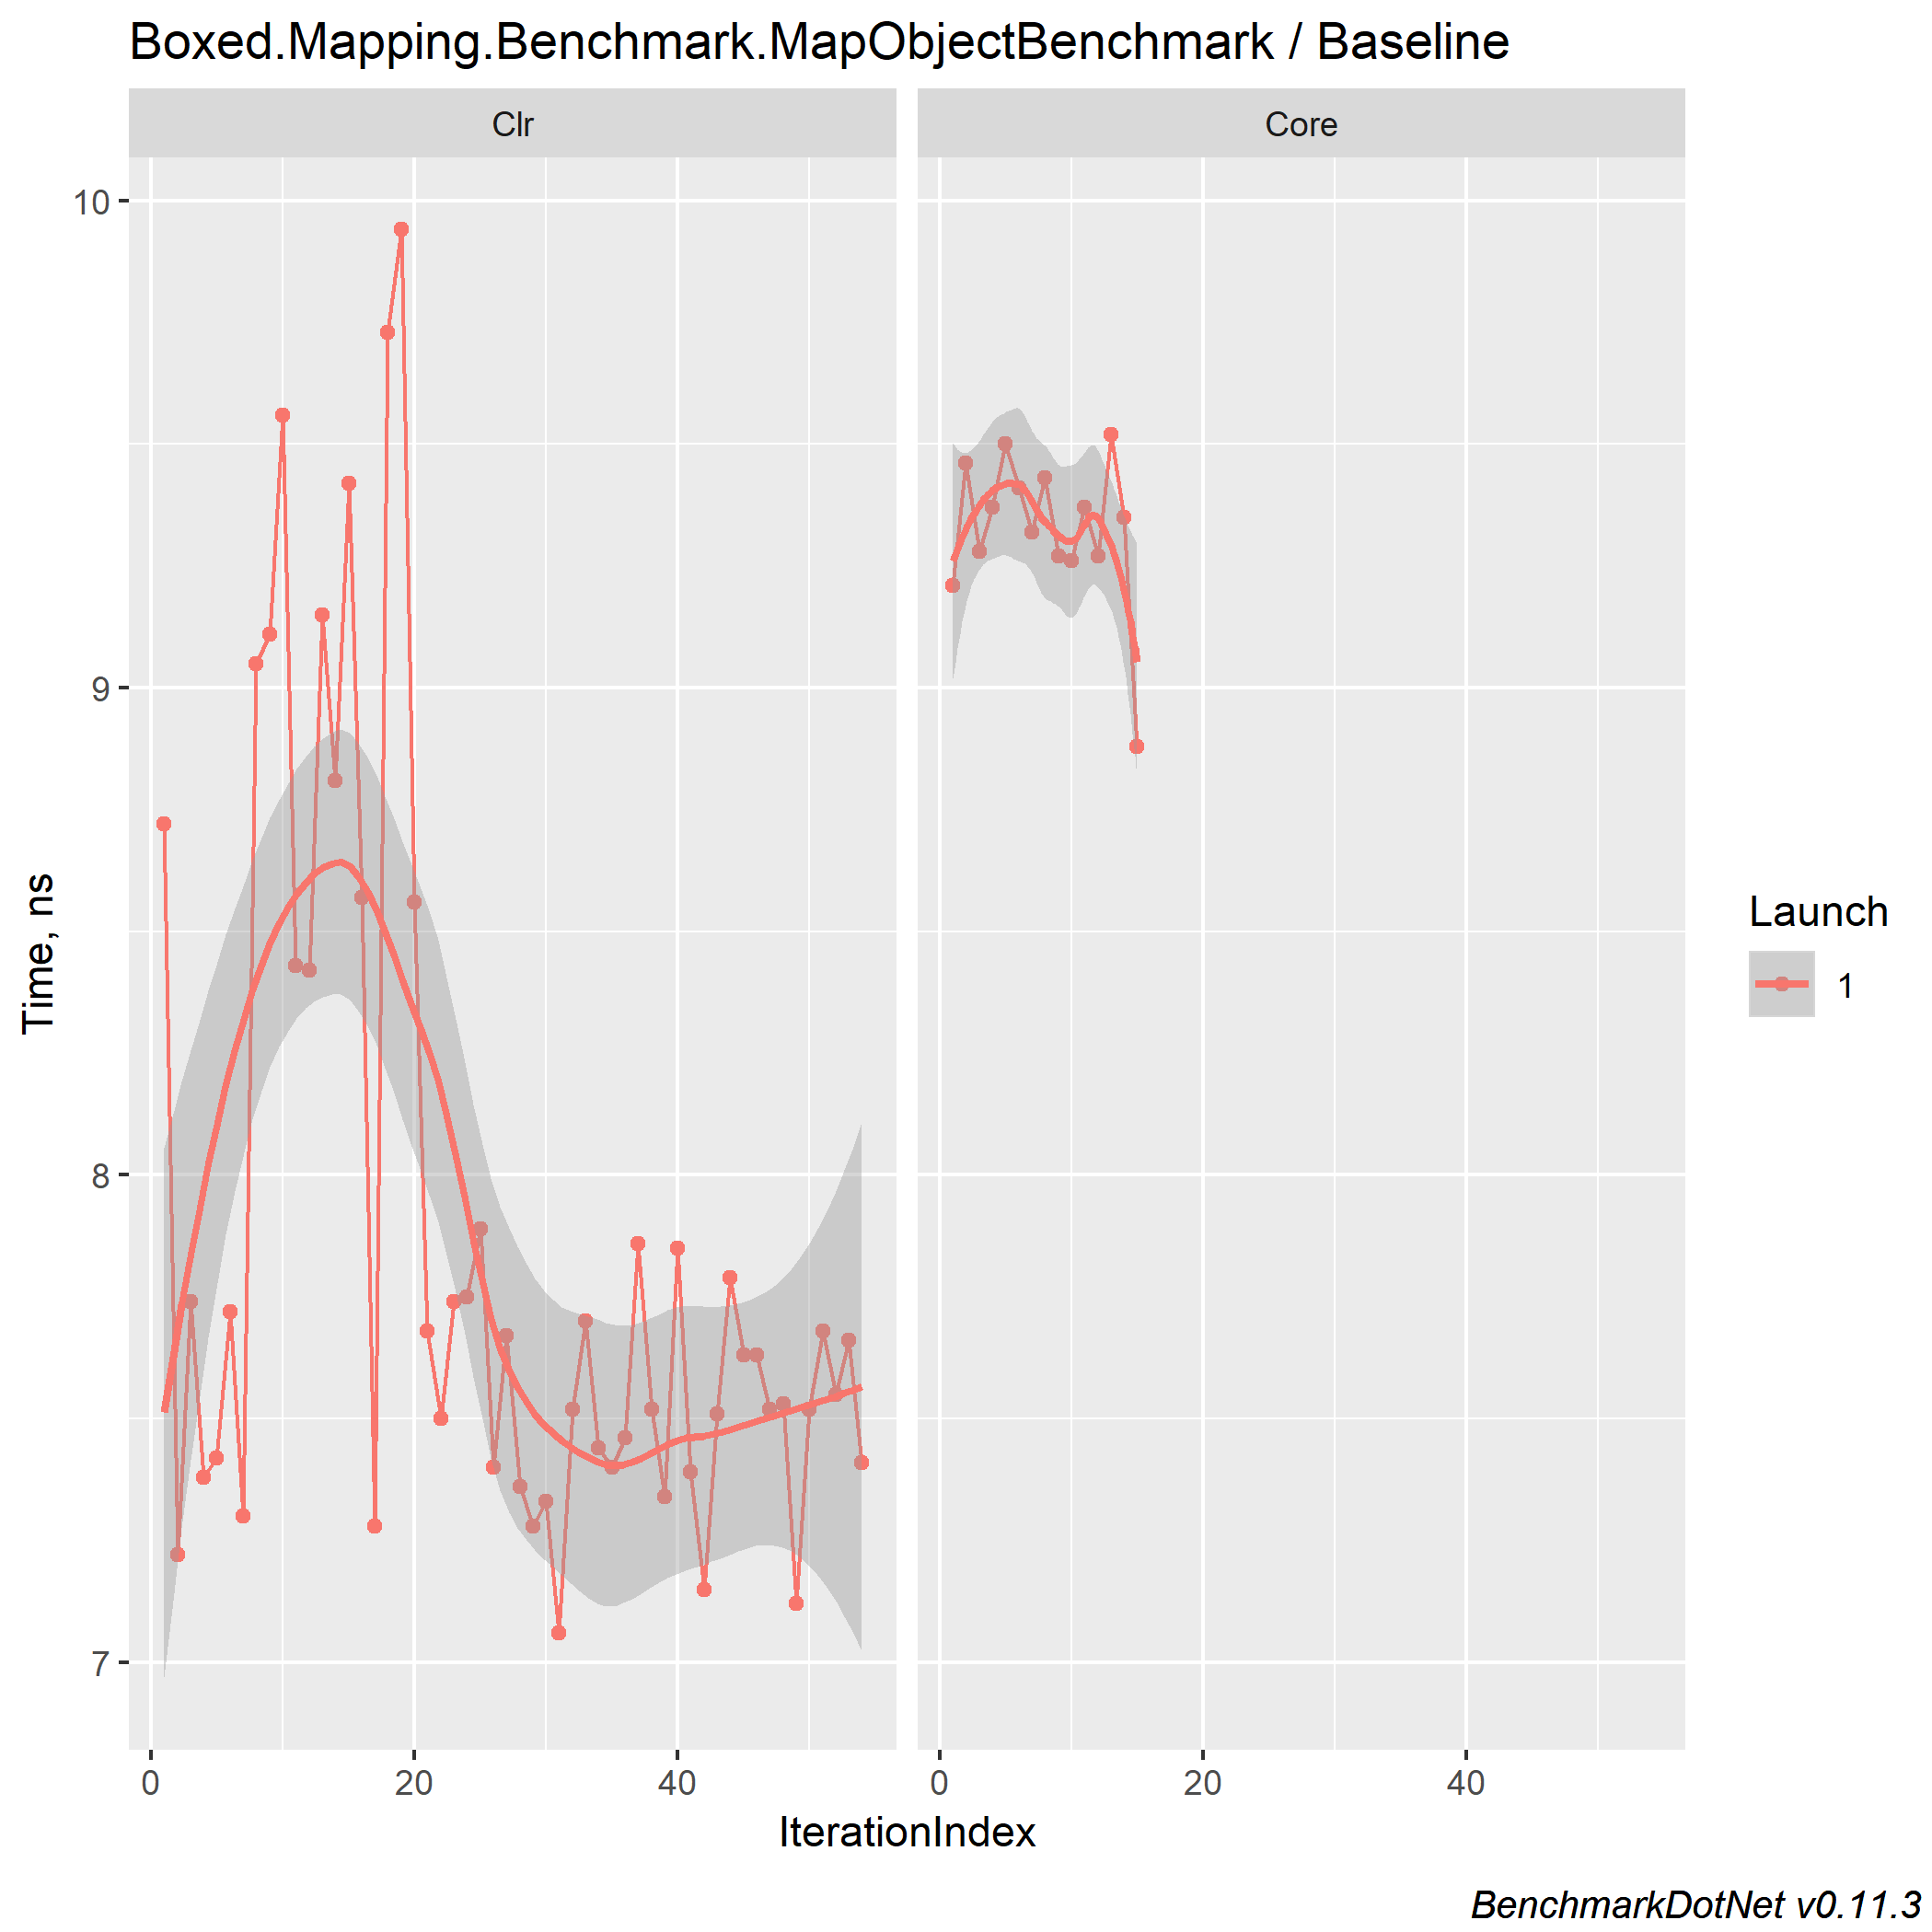 Boxed.Mapping.Benchmark.MapObjectBenchmark / Baseline
Clr
Core
10
9
8
7
Time, ns
0
20
40
0
20
40
IterationIndex
Launch
1
BenchmarkDotNet v0.11.3